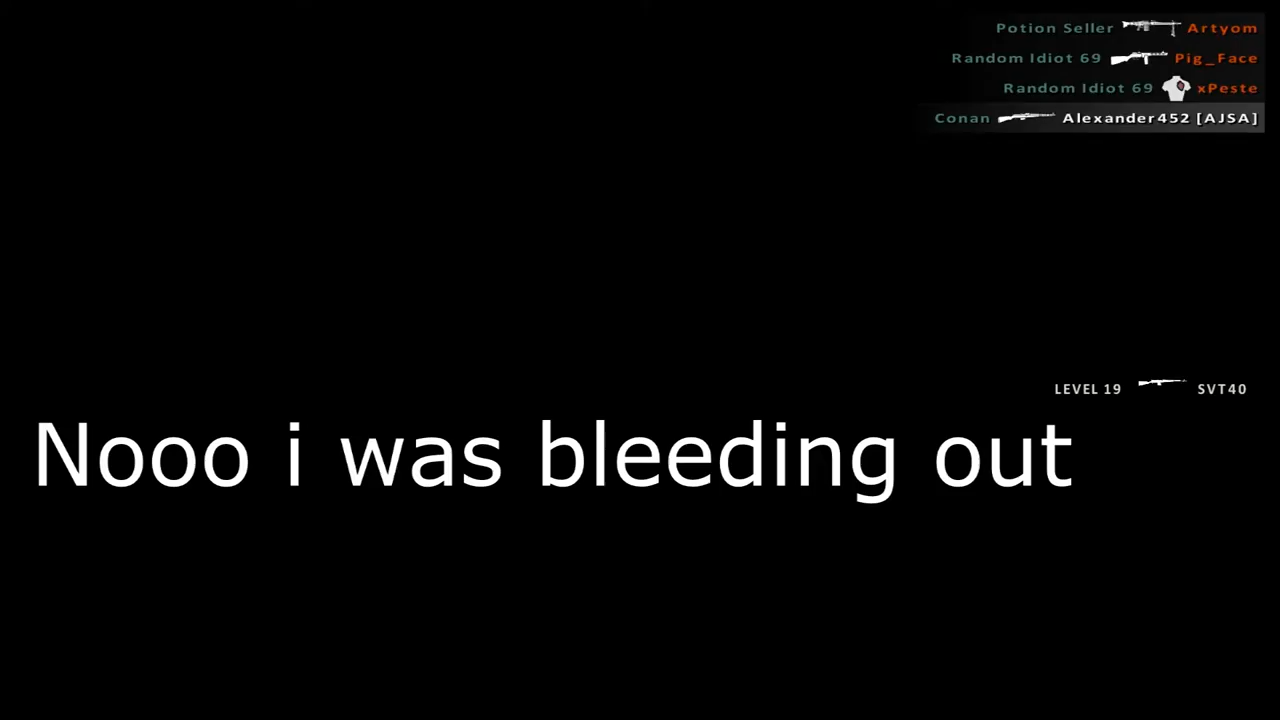 Potion Seller Artyom
Random Idiot 69 Pig_Face
Random Idiot 69 xPeste
Conan Alexander452 [AJSA]
LEVEL 19 SVT40
Nooo i was bleeding out